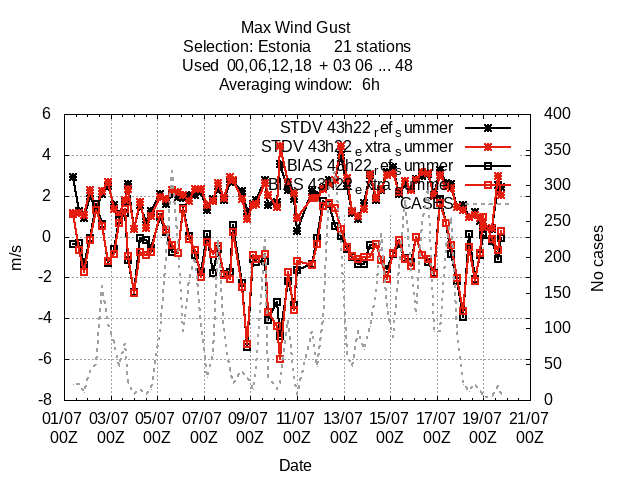 Max Wind Gust
Selection: Estonia 21 stations
Used 00,06,12,18 + 03 06 ... 48
Averaging window: 6h
STDV 43h22_ref_summer
STDV 43h22_extra_summer
BIAS 43h22_ref_summer
BIAS 43h22_extra_summer
CASES
6
4
2
0
-2
-4
-6
-8
m/s
400
350
300
250
200
150
100
50
0
No cases
01/07 03/07 05/07 07/07 09/07 11/07 13/07 15/07 17/07 19/07 21/07
00Z 00Z 00Z 00Z 00Z 00Z 00Z 00Z 00Z 00Z 00Z
Date